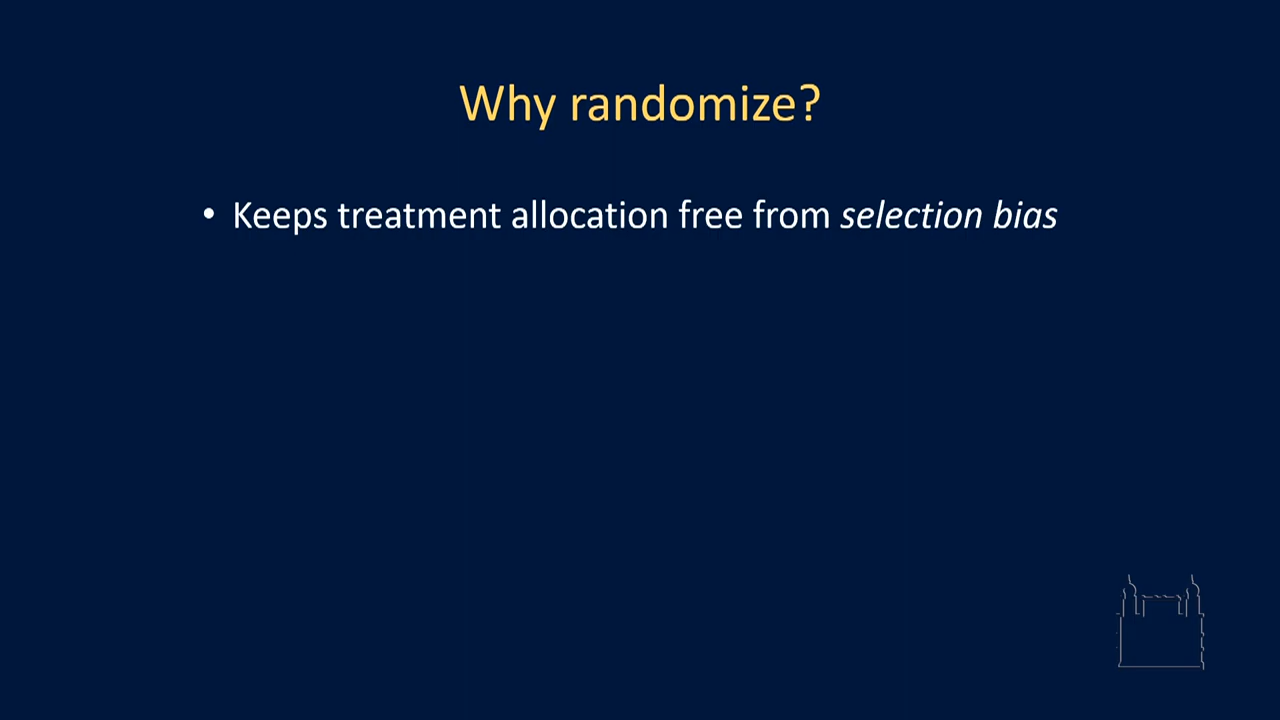 Why randomize?
• Keeps treatment allocation free from selection bias